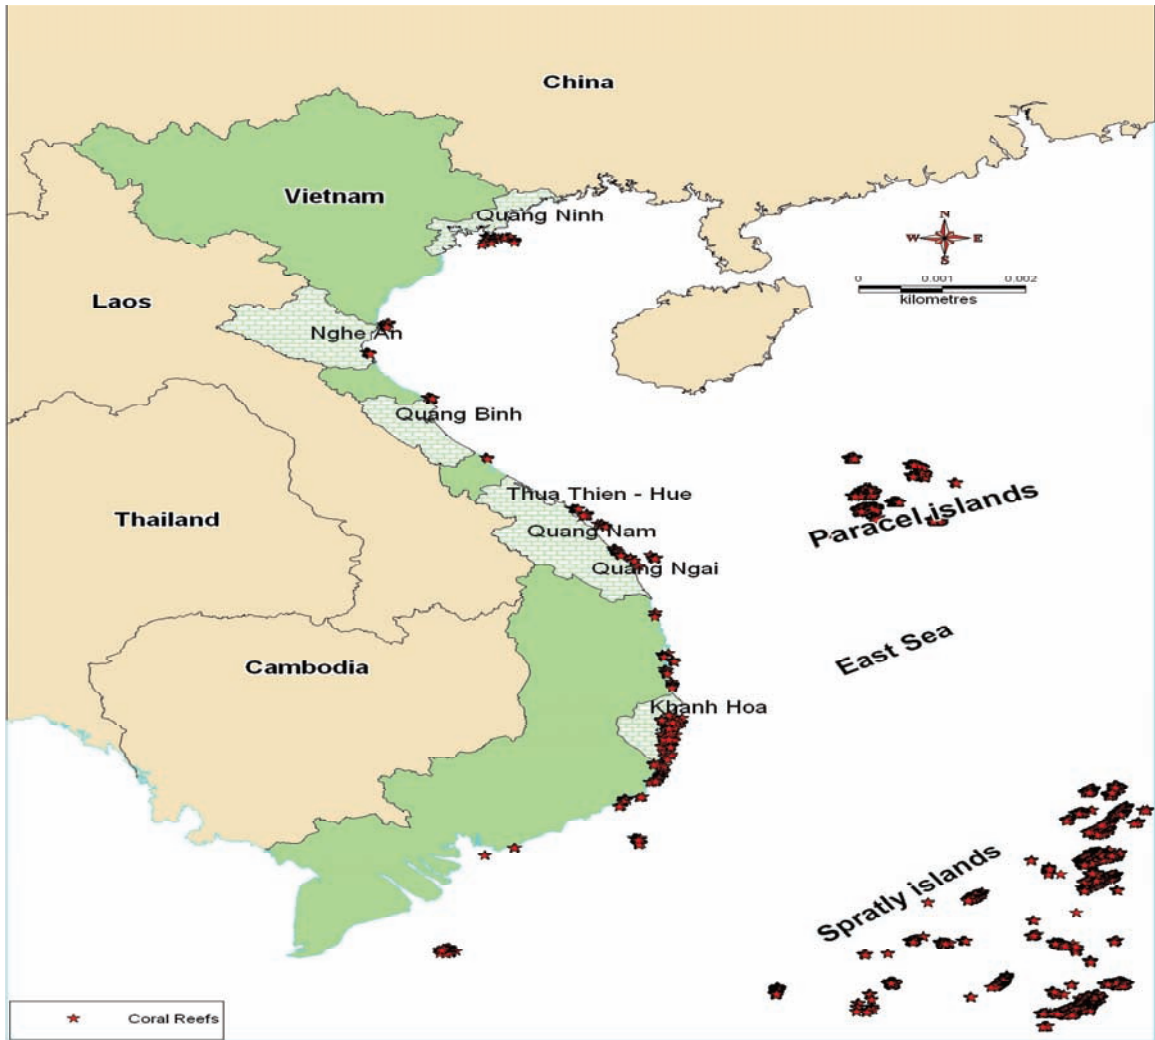 China
Vietnam
Quang Ninh
N
W E
S
0 0.001 0.002
kilometres
Laos
Nghe An
Quang Binh
Thua Thien - Hue
Paracel islands
Thailand
Quang Nam
Quang Ngai
East Sea
Cambodia
Khanh Hoa
Spratly islands
Coral Reefs